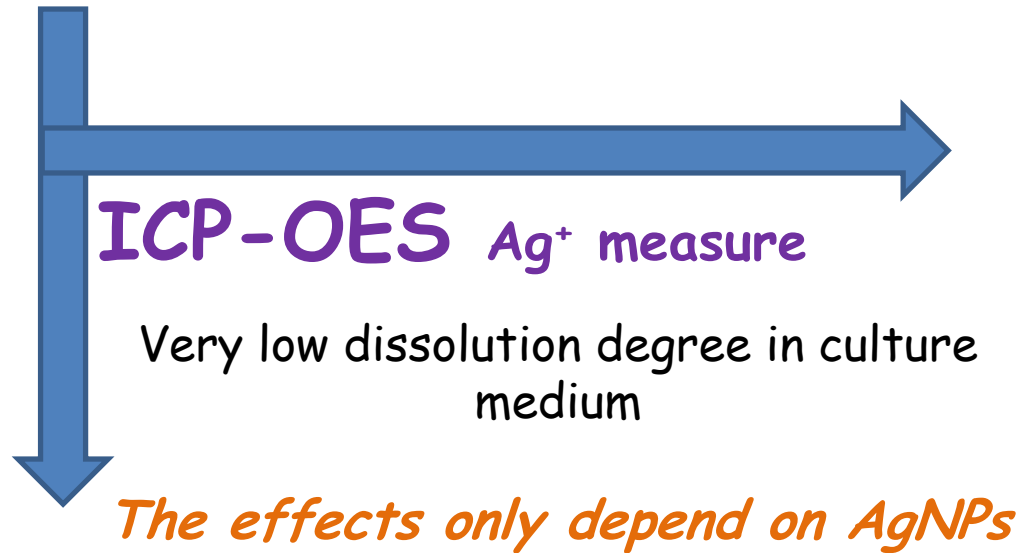 ICP-OES Ag⁺ measure
Very low dissolution degree in culture
medium
The effects only depend on AgNPs